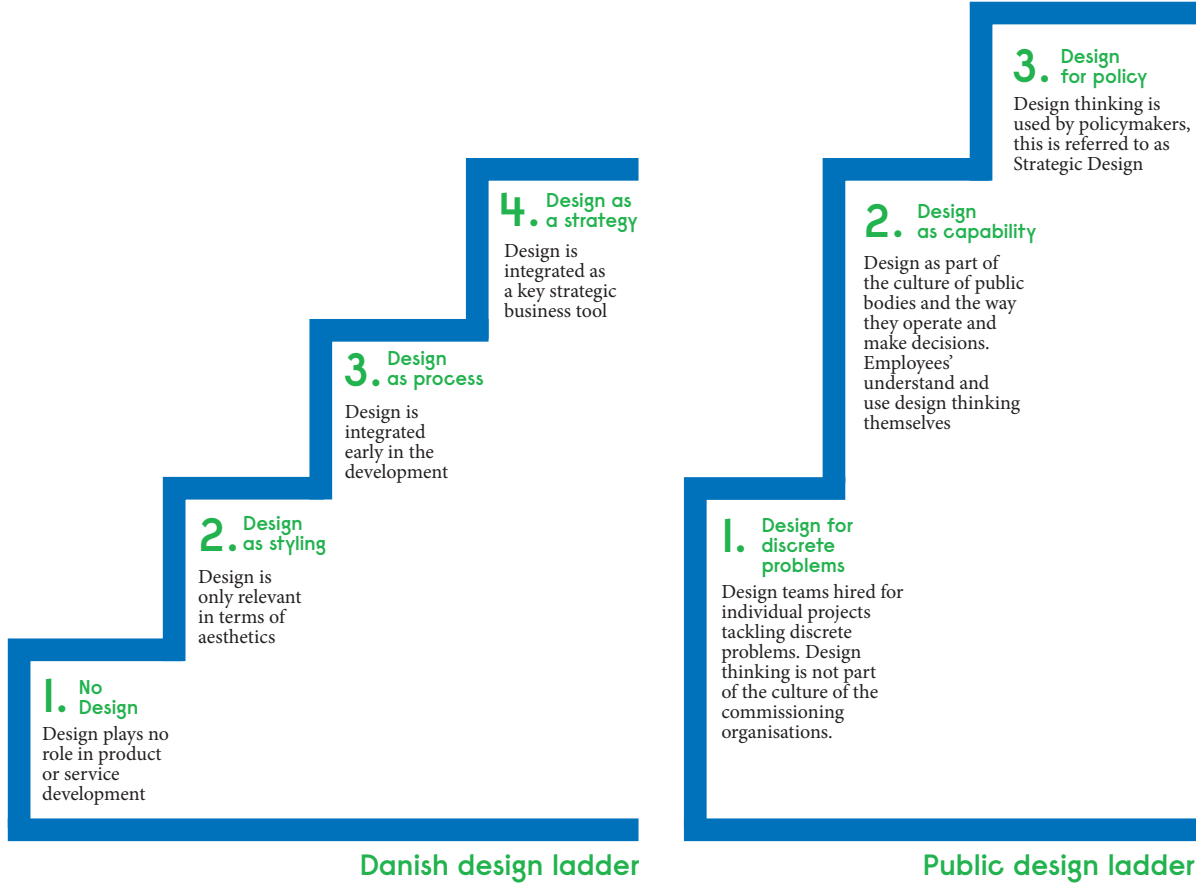 1. No
Design
Design plays no
role in product
or service
development
2. Design
as styling
Design is
only relevant
in terms of
aesthetics
3. Design
as process
Design is
integrated
early in the
development
4. Design as
a strategy
Design is
integrated as
a key strategic
business tool
Danish design ladder
1. Design for
discrete
problems
Design teams hired for
individual projects
tackling discrete
problems. Design
thinking is not part
of the culture of the
commissioning
organisations.
2. Design
as capability
Design as part of
the culture of public
bodies and the way
they operate and
make decisions.
Employees’
understand and
use design thinking
themselves
3. Design
for policy
Design thinking is
used by policymakers,
this is referred to as
Strategic Design
Public design ladder